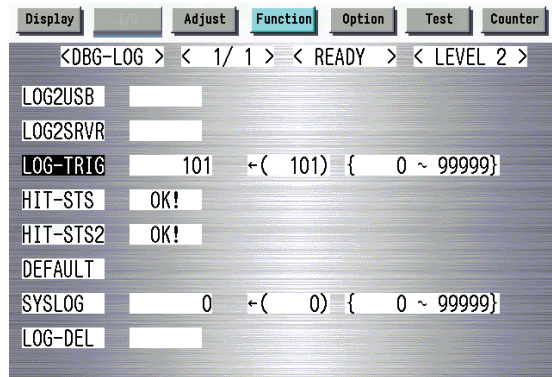 Display I/O Adjust Function Option Test Counter
<DBG-LOG > < 1/ 1 > < READY > < LEVEL 2 >
LOG2USB
LOG2SRVR
LOG-TRIG 101 ←( 101) { 0 ~ 99999}
HIT-STS OK!
HIT-STS2 OK!
DEFAULT
SYSLOG 0 ←( 0) { 0 ~ 99999}
LOG-DEL